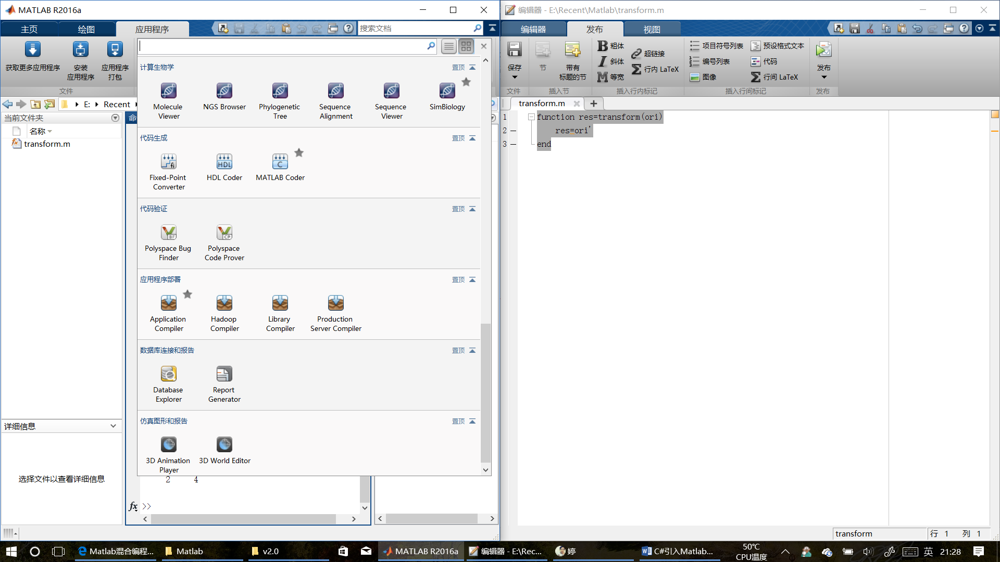 MATLAB R2016a
主页
绘图
应用程序
搜索文档
获取更多应用程序
安装
应用程序
应用程序
打包
文件
E:
Recent
当前文件夹
名称
transform.m
详细信息
选择文件以查看详细信息
命
计算生物学
置顶
Molecule
Viewer
NGS Browser
Phylogenetic
Tree
Sequence
Alignment
Sequence
Viewer
SimBiology
代码生成
置顶
fi
HDL
C
Fixed-Point
Converter
HDL Coder
MATLAB Coder
代码验证
置顶
BF
CP
Polyspace Bug
Finder
Polyspace
Code Prover
应用程序部署
置顶
Application
Compiler
Hadoop
Compiler
Library
Compiler
Production
Server Compiler
数据库连接和报告
置顶
Database
Explorer
Report
Generator
仿真图形和报告
置顶
3D Animation
Player
3D World Editor
2 4
fx >>
编辑器 - E:\Recent\Matlab\transform.m
编辑器
发布
视图
保存
文件
节
带有
标题的节
插入节
B 粗体
I 斜体
M 等宽
超链接
Σ 行内 LaTeX
插入行内标记
项目符号列表
编号列表
图像
预设格式文本
代码
Σ 行间 LaTeX
插入行间标记
发布
发布
transform.m
1 function res=transform(ori)
2 res=ori'
3 end
transform
行 1 列 1
Matlab混合编程...
Matlab
v2.0
MATLAB R2016a
编辑器 - E:\Rec...
婷
C#引入Matlab...
50℃
CPU温度
英
21:28